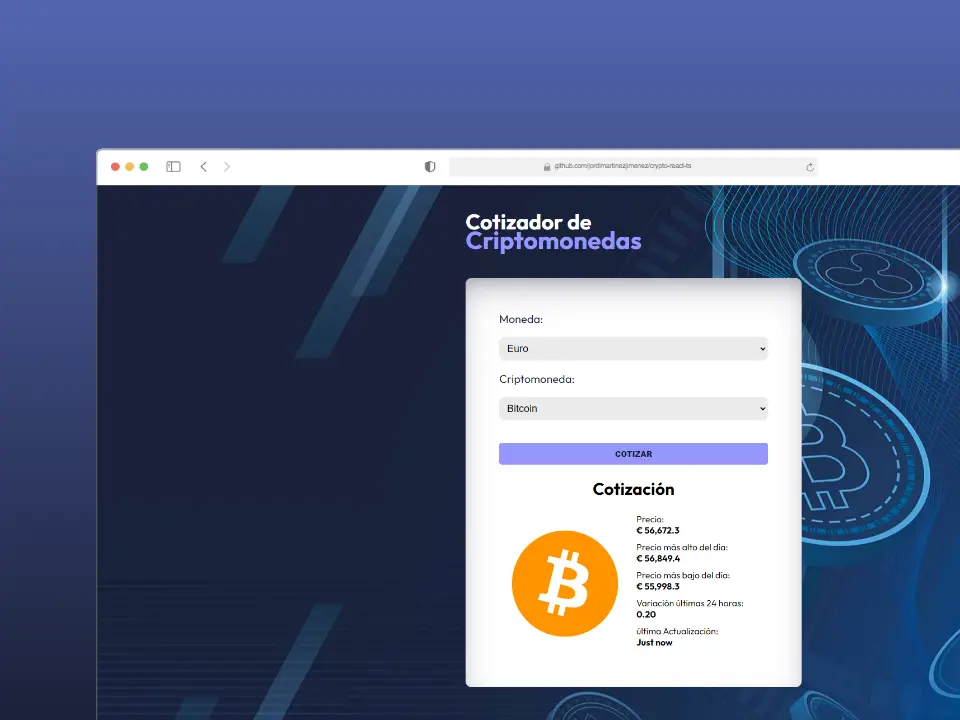 github.com/jordimartinezjimenez/crypto-react-ts
Cotizador de
Criptomonedas
Moneda:
Euro
Criptomoneda:
Bitcoin
COTIZAR
Cotización
Precio:
€ 56,672.3
Precio más alto del día:
€ 56,849.4
Precio más bajo del día:
€ 55,998.3
Variación últimas 24 horas:
0.20
última Actualización:
Just now